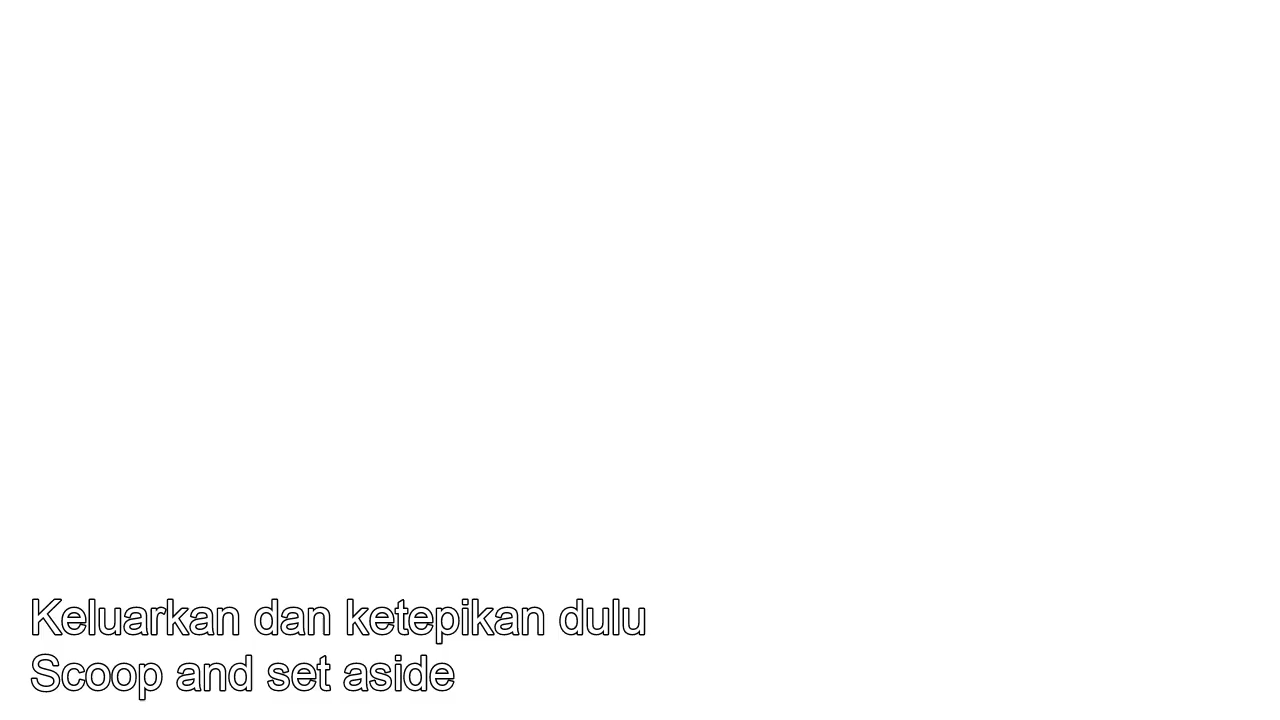 Keluarkan dan ketepikan dulu
Scoop and set aside